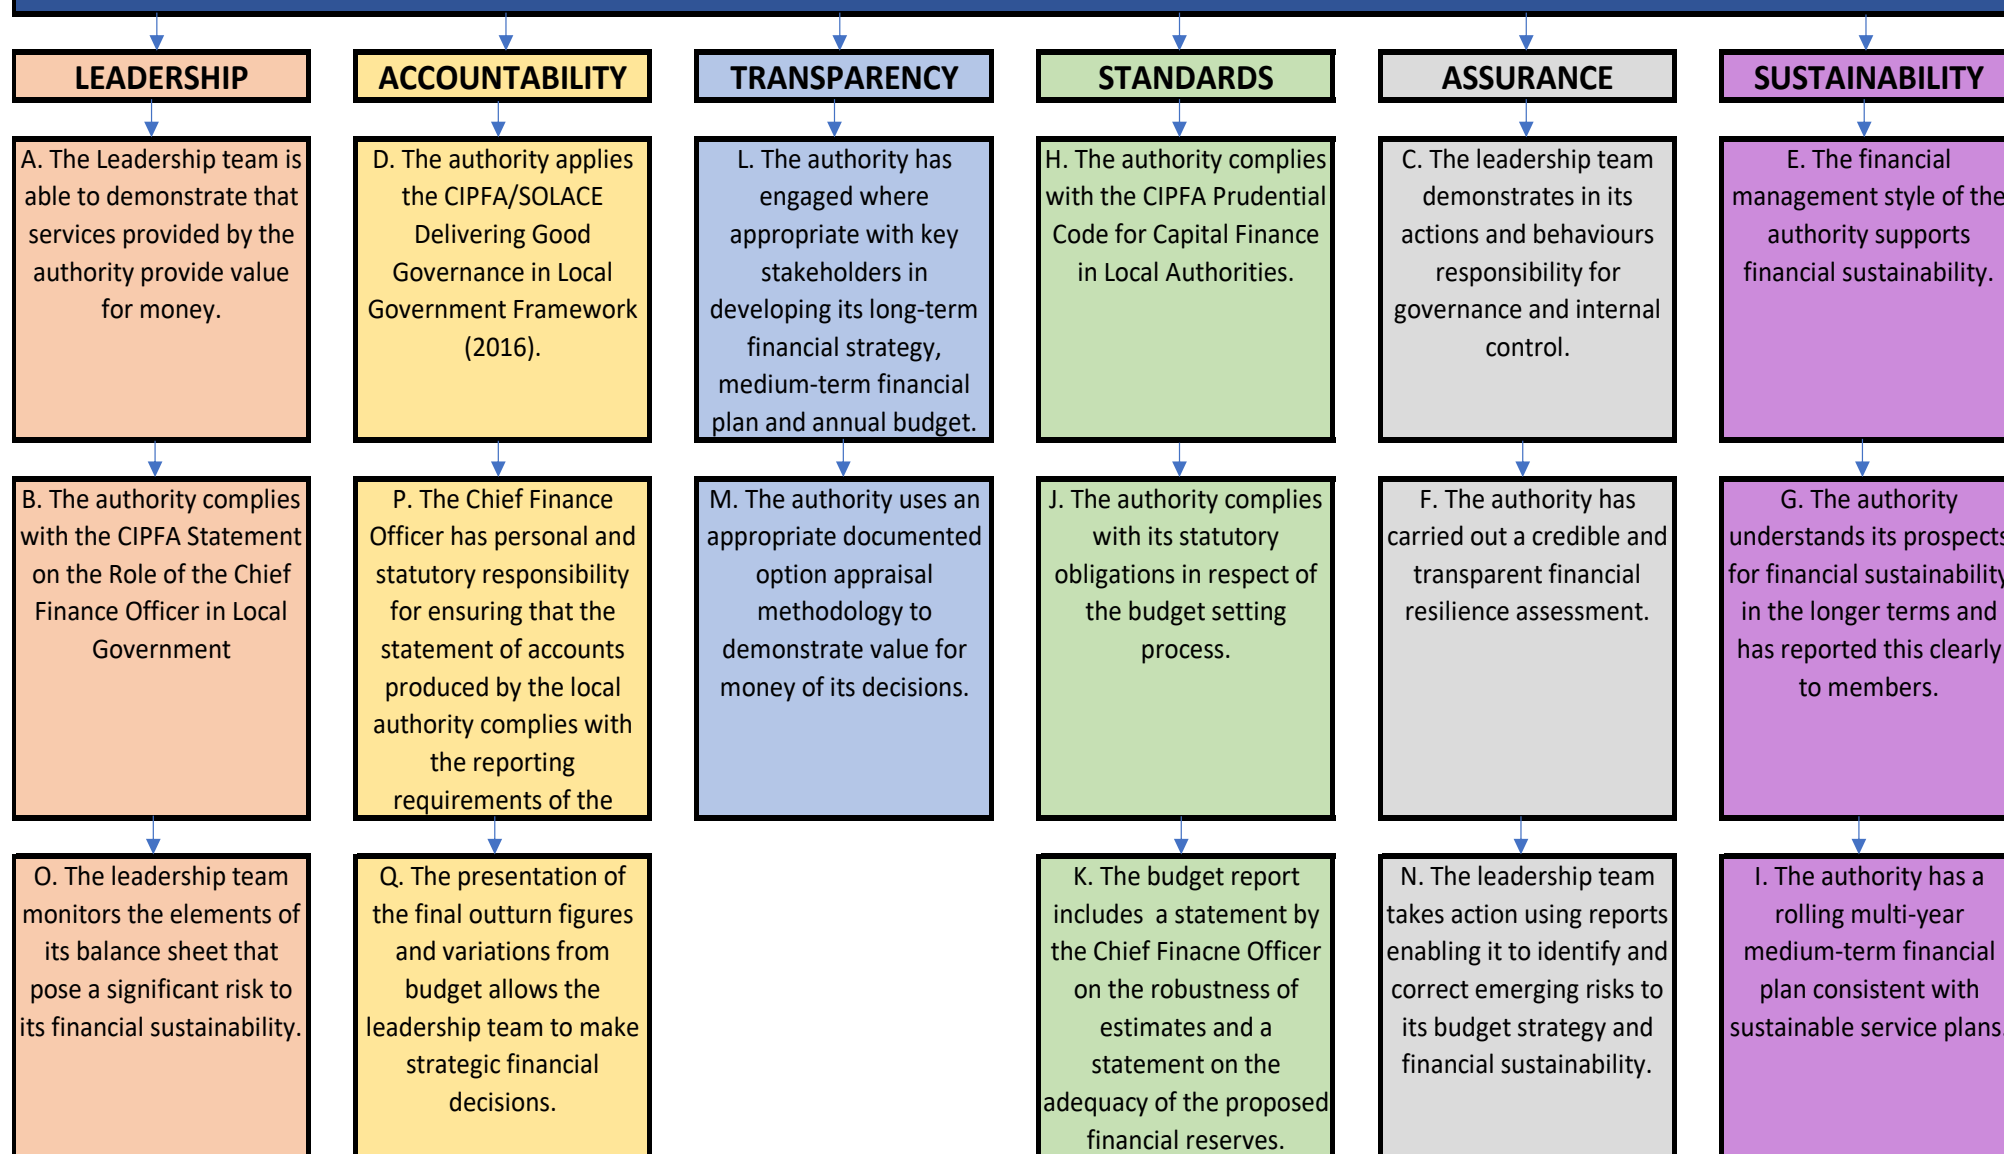 LEADERSHIP
A. The Leadership team is
able to demonstrate that
services provided by the
authority provide value
for money.
B. The authority complies
with the CIPFA Statement
on the Role of the Chief
Finance Officer in Local
Government
O. The leadership team
monitors the elements of
its balance sheet that
pose a significant risk to
its financial sustainability.
ACCOUNTABILITY
D. The authority applies
the CIPFA/SOLACE
Delivering Good
Governance in Local
Government Framework
(2016).
P. The Chief Finance
Officer has personal and
statutory responsibility
for ensuring that the
statement of accounts
produced by the local
authority complies with
the reporting
requirements of the
Q. The presentation of
the final outturn figures
and variations from
budget allows the
leadership team to make
strategic financial
decisions.
TRANSPARENCY
L. The authority has
engaged where
appropriate with key
stakeholders in
developing its long-term
financial strategy,
medium-term financial
plan and annual budget.
M. The authority uses an
appropriate documented
option appraisal
methodology to
demonstrate value for
money of its decisions.
STANDARDS
H. The authority complies
with the CIPFA Prudential
Code for Capital Finance
in Local Authorities.
J. The authority complies
with its statutory
obligations in respect of
the budget setting
process.
K. The budget report
includes  a statement by
the Chief Finacne Officer
on the robustness of
estimates and a
statement on the
adequacy of the proposed
financial reserves.
ASSURANCE
C. The leadership team
demonstrates in its
actions and behaviours
responsibility for
governance and internal
control.
F. The authority has
carried out a credible and
transparent financial
resilience assessment.
N. The leadership team
takes action using reports
enabling it to identify and
correct emerging risks to
its budget strategy and
financial sustainability.
SUSTAINABILITY
E. The financial
management style of the
authority supports
financial sustainability.
G. The authority
understands its prospects
for financial sustainability
in the longer terms and
has reported this clearly
to members.
I. The authority has a
rolling multi-year
medium-term financial
plan consistent with
sustainable service plans.